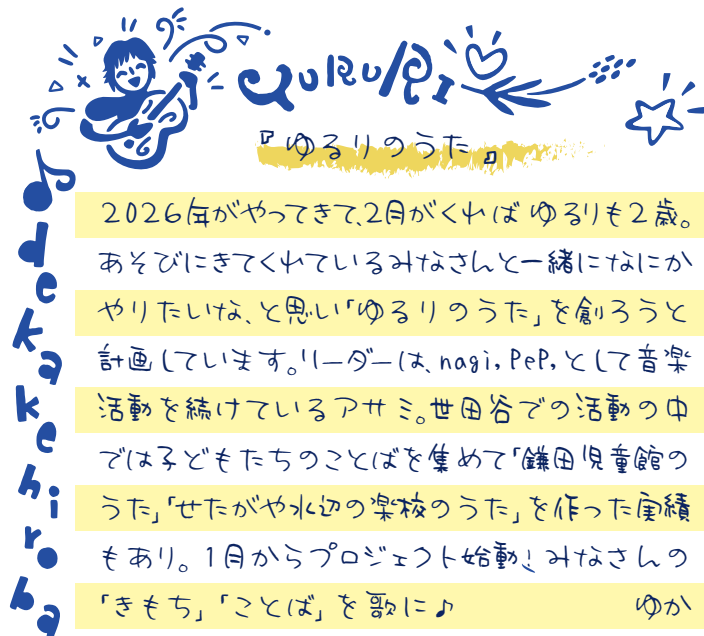 YURURI
『ゆるりのうた』
♪dekakehiroba
2026年がやってきて、2月がくれば ゆるりも2歳。
あそびにきてくれているみなさんと一緒になにか
やりたいな、と思い「ゆるりのうた」を創ろうと
計画しています。リーダーは、nagi, PeP, として音楽
活動を続けているアサミ。世田谷での活動の中
では子どもたちのことばを集めて「鎌田児童館の
うた」「せたがや水辺の楽校のうた」を作った実績
もあり。1月からプロジェクト始動！みなさんの
「きもち」「ことば」を歌に♪ ゆか